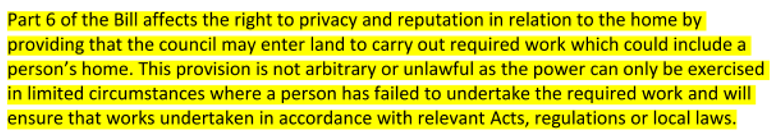 Part 6 of the Bill affects the right to privacy and reputation in relation to the home by
providing that the council may enter land to carry out required work which could include a
person's home. This provision is not arbitrary or unlawful as the power can only be exercised
in limited circumstances where a person has failed to undertake the required work and will
ensure that works undertaken in accordance with relevant Acts, regulations or local laws.